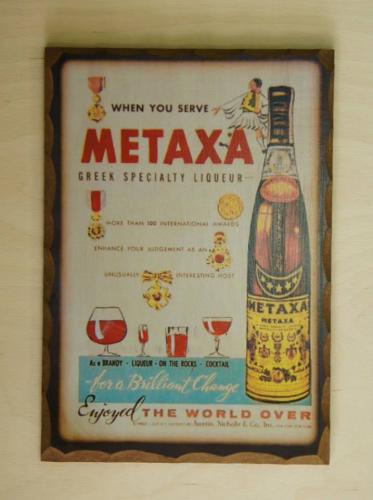 WHEN YOU SERVE
METAXA
GREEK SPECIALTY LIQUEUR
MORE THAN 100 INTERNATIONAL AWARDS
ENHANCE YOUR JUDGEMENT AS AN
UNUSUALLY INTERESTING HOST
METAXA
METAXA
As a BRANDY · LIQUEUR · ON THE ROCKS · COCKTAIL
-for a Brilliant Change
Enjoyed THE WORLD OVER
Austin, Nichols & Co., Inc.